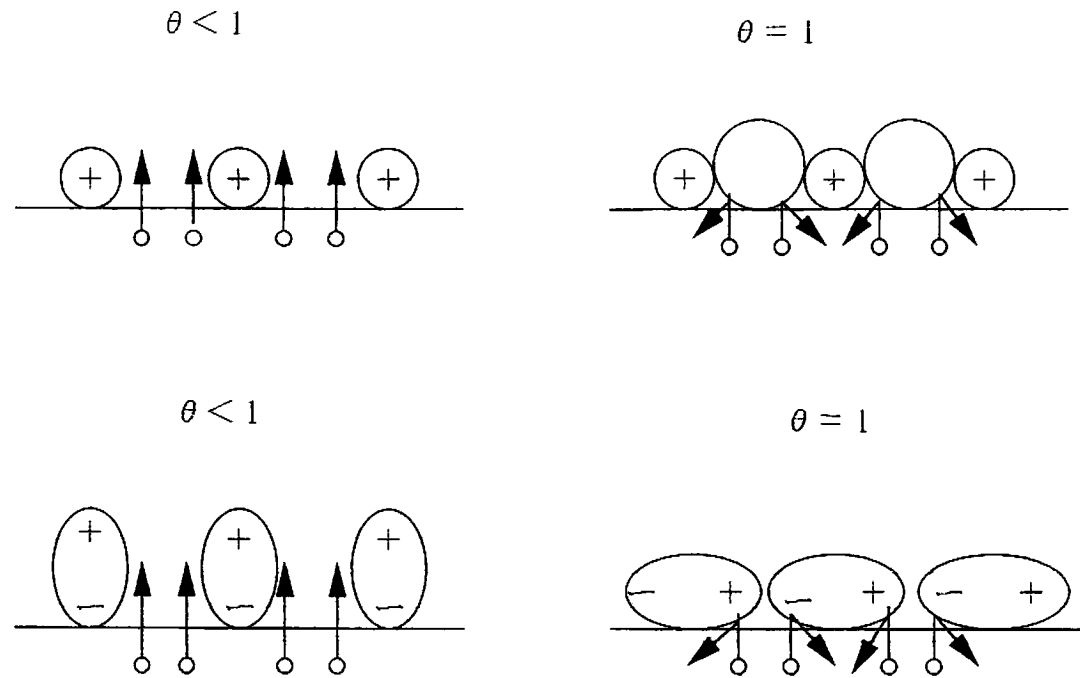 θ < 1
θ = 1
+ + +
+ + +
θ < 1
θ = 1
+ + +
− − −
− + − + − +